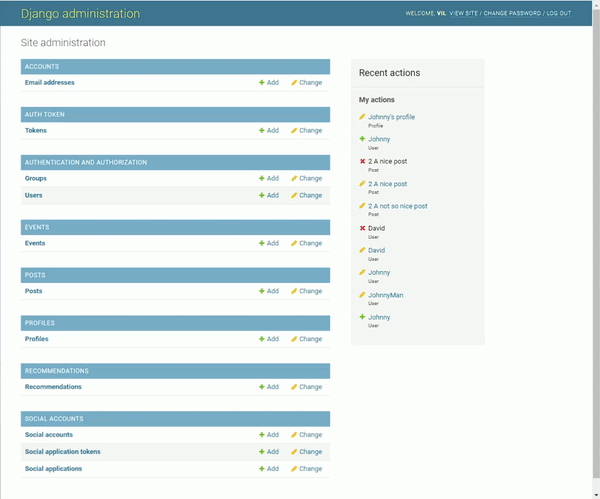 Django administration
WELCOME, VIL. VIEW SITE / CHANGE PASSWORD / LOG OUT
Site administration
ACCOUNTS
Email addresses Add Change
AUTH TOKEN
Tokens Add Change
AUTHENTICATION AND AUTHORIZATION
Groups Add Change
Users Add Change
EVENTS
Events Add Change
POSTS
Posts Add Change
PROFILES
Profiles Add Change
RECOMMENDATIONS
Recommendations Add Change
SOCIAL ACCOUNTS
Social accounts Add Change
Social application tokens Add Change
Social applications Add Change
Recent actions
My actions
Johnny's profile
Profile
Johnny
User
2 A nice post
Post
2 A nice post
Post
2 A not so nice post
Post
David
User
David
User
Johnny
User
JohnnyMan
User
Johnny
User